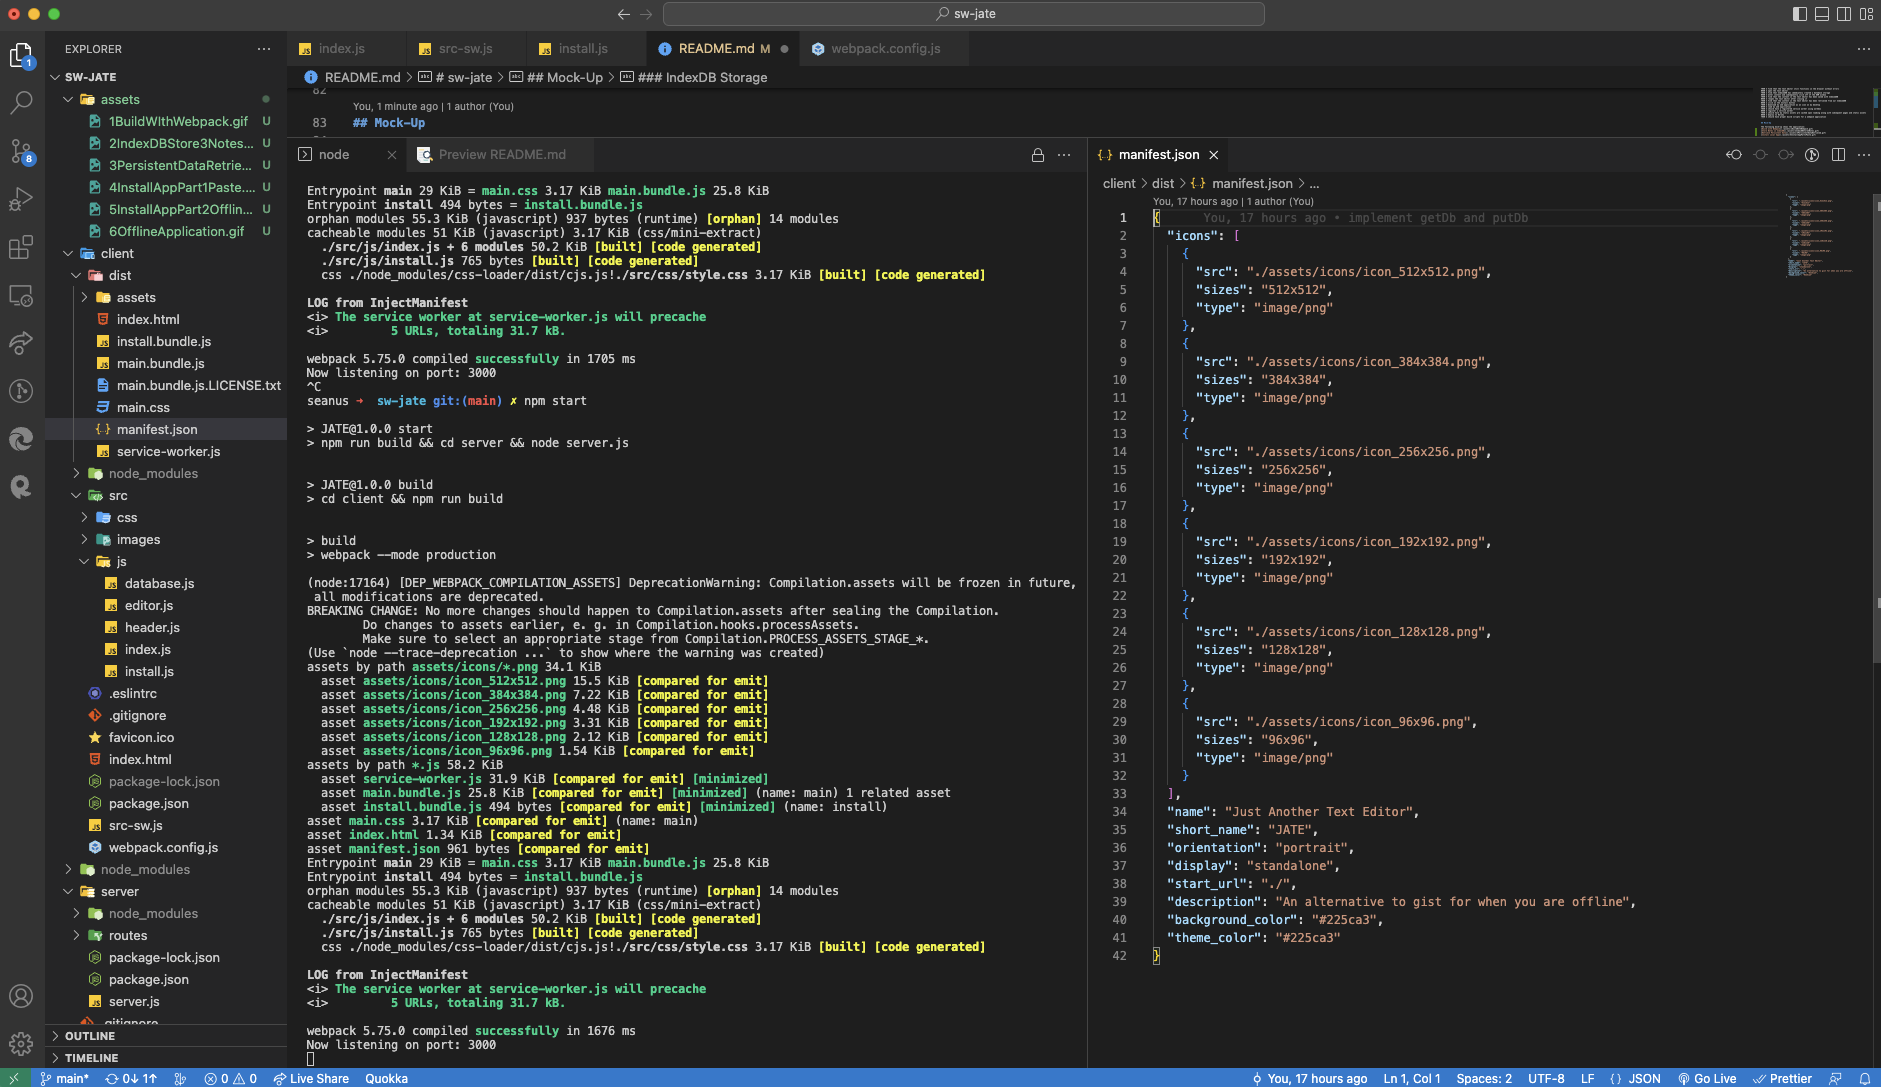 sw-jate
EXPLORER
SW-JATE
assets
1BuildWIthWebpack.gif U
2IndexDBStore3Notes... U
3PersistentDataRetrie... U
4InstallAppPart1Paste.... U
5InstallAppPart2Offlin... U
6OfflineApplication.gif U
client
dist
assets
index.html
install.bundle.js
main.bundle.js
main.bundle.js.LICENSE.txt
main.css
manifest.json
service-worker.js
node_modules
src
css
images
js
database.js
editor.js
header.js
index.js
install.js
.eslintrc
.gitignore
favicon.ico
index.html
package-lock.json
package.json
src-sw.js
webpack.config.js
node_modules
server
node_modules
routes
package-lock.json
package.json
server.js
.gitignore
OUTLINE
TIMELINE
index.js
src-sw.js
install.js
README.md M
webpack.config.js
README.md > # sw-jate > ## Mock-Up > ### IndexDB Storage
82
You, 1 minute ago | 1 author (You)
83 ## Mock-Up
node
Preview README.md
Entrypoint main 29 KiB = main.css 3.17 KiB main.bundle.js 25.8 KiB
Entrypoint install 494 bytes = install.bundle.js
orphan modules 55.3 KiB (javascript) 937 bytes (runtime) [orphan] 14 modules
cacheable modules 51 KiB (javascript) 3.17 KiB (css/mini-extract)
./src/js/index.js + 6 modules 50.2 KiB [built] [code generated]
./src/js/install.js 765 bytes [built] [code generated]
css ./node_modules/css-loader/dist/cjs.js!./src/css/style.css 3.17 KiB [built] [code generated]
LOG from InjectManifest
<i> The service worker at service-worker.js will precache
<i> 5 URLs, totaling 31.7 kB.
webpack 5.75.0 compiled successfully in 1705 ms
Now listening on port: 3000
^C
seanus → sw-jate git:(main) ✗ npm start
> JATE@1.0.0 start
> npm run build && cd server && node server.js
> JATE@1.0.0 build
> cd client && npm run build
> build
> webpack --mode production
(node:17164) [DEP_WEBPACK_COMPILATION_ASSETS] DeprecationWarning: Compilation.assets will be frozen in future,
all modifications are deprecated.
BREAKING CHANGE: No more changes should happen to Compilation.assets after sealing the Compilation.
Do changes to assets earlier, e. g. in Compilation.hooks.processAssets.
Make sure to select an appropriate stage from Compilation.PROCESS_ASSETS_STAGE_*.
(Use `node --trace-deprecation ...` to show where the warning was created)
assets by path assets/icons/*.png 34.1 KiB
asset assets/icons/icon_512x512.png 15.5 KiB [compared for emit]
asset assets/icons/icon_384x384.png 7.22 KiB [compared for emit]
asset assets/icons/icon_256x256.png 4.48 KiB [compared for emit]
asset assets/icons/icon_192x192.png 3.31 KiB [compared for emit]
asset assets/icons/icon_128x128.png 2.12 KiB [compared for emit]
asset assets/icons/icon_96x96.png 1.54 KiB [compared for emit]
assets by path *.js 58.2 KiB
asset service-worker.js 31.9 KiB [compared for emit] [minimized]
asset main.bundle.js 25.8 KiB [compared for emit] [minimized] (name: main) 1 related asset
asset install.bundle.js 494 bytes [compared for emit] [minimized] (name: install)
asset main.css 3.17 KiB [compared for emit] (name: main)
asset index.html 1.34 KiB [compared for emit]
asset manifest.json 961 bytes [compared for emit]
Entrypoint main 29 KiB = main.css 3.17 KiB main.bundle.js 25.8 KiB
Entrypoint install 494 bytes = install.bundle.js
orphan modules 55.3 KiB (javascript) 937 bytes (runtime) [orphan] 14 modules
cacheable modules 51 KiB (javascript) 3.17 KiB (css/mini-extract)
./src/js/index.js + 6 modules 50.2 KiB [built] [code generated]
./src/js/install.js 765 bytes [built] [code generated]
css ./node_modules/css-loader/dist/cjs.js!./src/css/style.css 3.17 KiB [built] [code generated]
LOG from InjectManifest
<i> The service worker at service-worker.js will precache
<i> 5 URLs, totaling 31.7 kB.
webpack 5.75.0 compiled successfully in 1676 ms
Now listening on port: 3000
manifest.json
client > dist > manifest.json > ...
You, 17 hours ago | 1 author (You)
1 { You, 17 hours ago • implement getDb and putDb
2 "icons": [
3 {
4 "src": "./assets/icons/icon_512x512.png",
5 "sizes": "512x512",
6 "type": "image/png"
7 },
8 {
9 "src": "./assets/icons/icon_384x384.png",
10 "sizes": "384x384",
11 "type": "image/png"
12 },
13 {
14 "src": "./assets/icons/icon_256x256.png",
15 "sizes": "256x256",
16 "type": "image/png"
17 },
18 {
19 "src": "./assets/icons/icon_192x192.png",
20 "sizes": "192x192",
21 "type": "image/png"
22 },
23 {
24 "src": "./assets/icons/icon_128x128.png",
25 "sizes": "128x128",
26 "type": "image/png"
27 },
28 {
29 "src": "./assets/icons/icon_96x96.png",
30 "sizes": "96x96",
31 "type": "image/png"
32 }
33 ],
34 "name": "Just Another Text Editor",
35 "short_name": "JATE",
36 "orientation": "portrait",
37 "display": "standalone",
38 "start_url": "./",
39 "description": "An alternative to gist for when you are offline",
40 "background_color": "#225ca3",
41 "theme_color": "#225ca3"
42 }
1
8
main* 0↓ 1↑ 0 0 Live Share Quokka
You, 17 hours ago Ln 1, Col 1 Spaces: 2 UTF-8 LF {} JSON Go Live Prettier